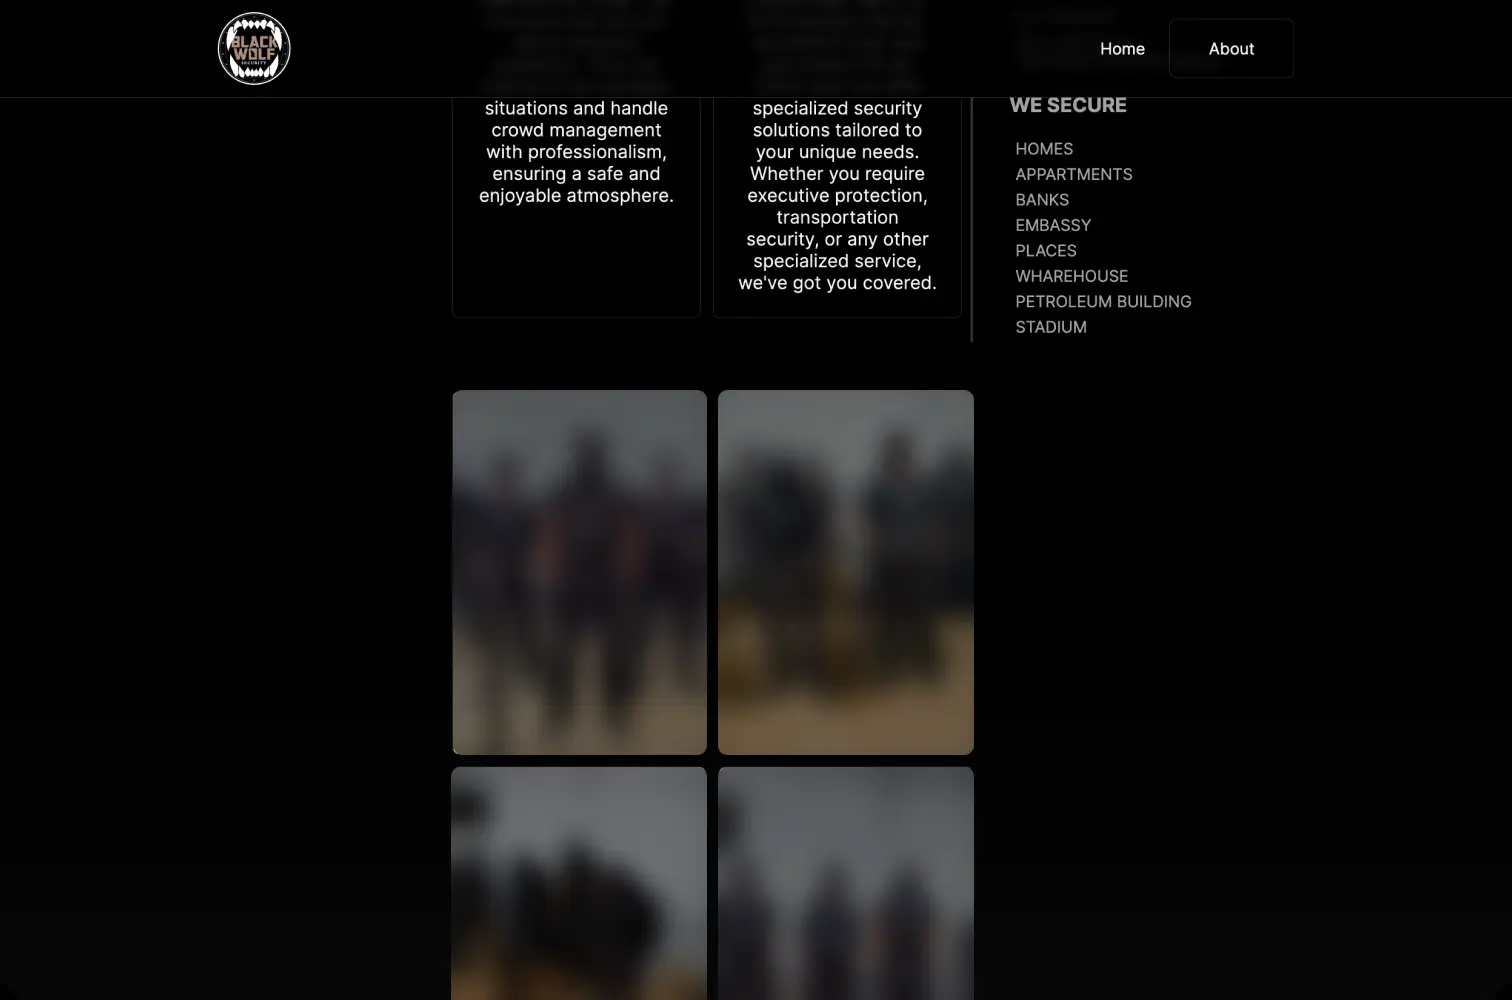 BLACK
WOLF
SECURITY
Home
About
situations and handle
crowd management
with professionalism,
ensuring a safe and
enjoyable atmosphere.
specialized security
solutions tailored to
your unique needs.
Whether you require
executive protection,
transportation
security, or any other
specialized service,
we've got you covered.
WE SECURE
HOMES
APPARTMENTS
BANKS
EMBASSY
PLACES
WHAREHOUSE
PETROLEUM BUILDING
STADIUM